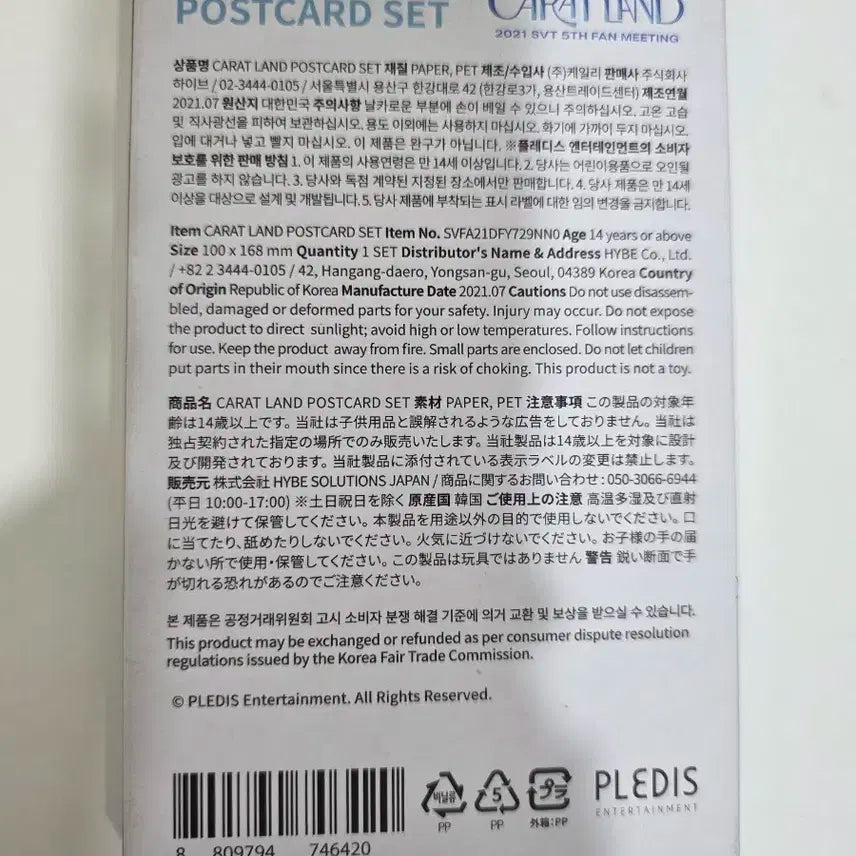 POSTCARD SET
CARAT LAND
2021 SVT 5TH FAN MEETING
상품명 CARAT LAND POSTCARD SET 재질 PAPER, PET 제조/수입사 (주)케일리 판매사 주식회사
하이브 / 02-3444-0105 / 서울특별시 용산구 한강대로 42 (한강로3가, 용산트레이드센터) 제조연월
2021.07 원산지 대한민국 주의사항 날카로운 부분에 손이 베일 수 있으니 주의하십시오. 고온 고습
및 직사광선을 피하여 보관하십시오. 용도 이외에는 사용하지 마십시오. 화기에 가까이 두지 마십시오.
입에 대거나 넣고 빨지 마십시오. 이 제품은 완구가 아닙니다. ※플레디스 엔터테인먼트의 소비자
보호를 위한 판매 방침 1. 이 제품의 사용연령은 만 14세 이상입니다. 2. 당사는 어린이용품으로 오인될
광고를 하지 않습니다. 3. 당사와 독점 계약된 지정된 장소에서만 판매합니다. 4. 당사 제품은 만 14세
이상을 대상으로 설계 및 개발됩니다. 5. 당사 제품에 부착되는 표시 라벨에 대한 임의 변경을 금지합니다.
Item CARAT LAND POSTCARD SET Item No. SVFA21DFY729NN0 Age 14 years or above
Size 100 x 168 mm Quantity 1 SET Distributor's Name & Address HYBE Co., Ltd.
/ +82 2 3444-0105 / 42, Hangang-daero, Yongsan-gu, Seoul, 04389 Korea Country
of Origin Republic of Korea Manufacture Date 2021.07 Cautions Do not use disassem-
bled, damaged or deformed parts for your safety. Injury may occur. Do not expose
the product to direct sunlight; avoid high or low temperatures. Follow instructions
for use. Keep the product away from fire. Small parts are enclosed. Do not let children
put parts in their mouth since there is a risk of choking. This product is not a toy.
商品名 CARAT LAND POSTCARD SET 素材 PAPER, PET 注意事項 この製品の対象年
齢は14歳以上です。当社は子供用品と誤解されるような広告をしておりません。当社は
独占契約された指定の場所でのみ販売いたします。当社製品は14歳以上を対象に設計
及び開発されております。当社製品に添付されている表示ラベルの変更は禁止します。
販売元 株式会社 HYBE SOLUTIONS JAPAN / 商品に関するお問い合わせ : 050-3066-6944
(平日 10:00-17:00) ※土日祝日を除く 原産国 韓国 ご使用上の注意 高温多湿及び直射
日光を避けて保管してください。本製品を用途以外の目的で使用しないでください。口
に当てたり、舐めたりしないでください。火気に近づけないでください。お子様の手の届
かない所で使用・保管してください。この製品は玩具ではありません 警告 鋭い断面で手
が切れる恐れがあるのでご注意ください。
본 제품은 공정거래위원회 고시 소비자 분쟁 해결 기준에 의거 교환 및 보상을 받으실 수 있습니다.
This product may be exchanged or refunded as per consumer dispute resolution
regulations issued by the Korea Fair Trade Commission.
© PLEDIS Entertainment. All Rights Reserved.
비닐류 5 プラ
PP PP 外箱:PP
PLEDIS
ENTERTAINMENT
8 809794 746420